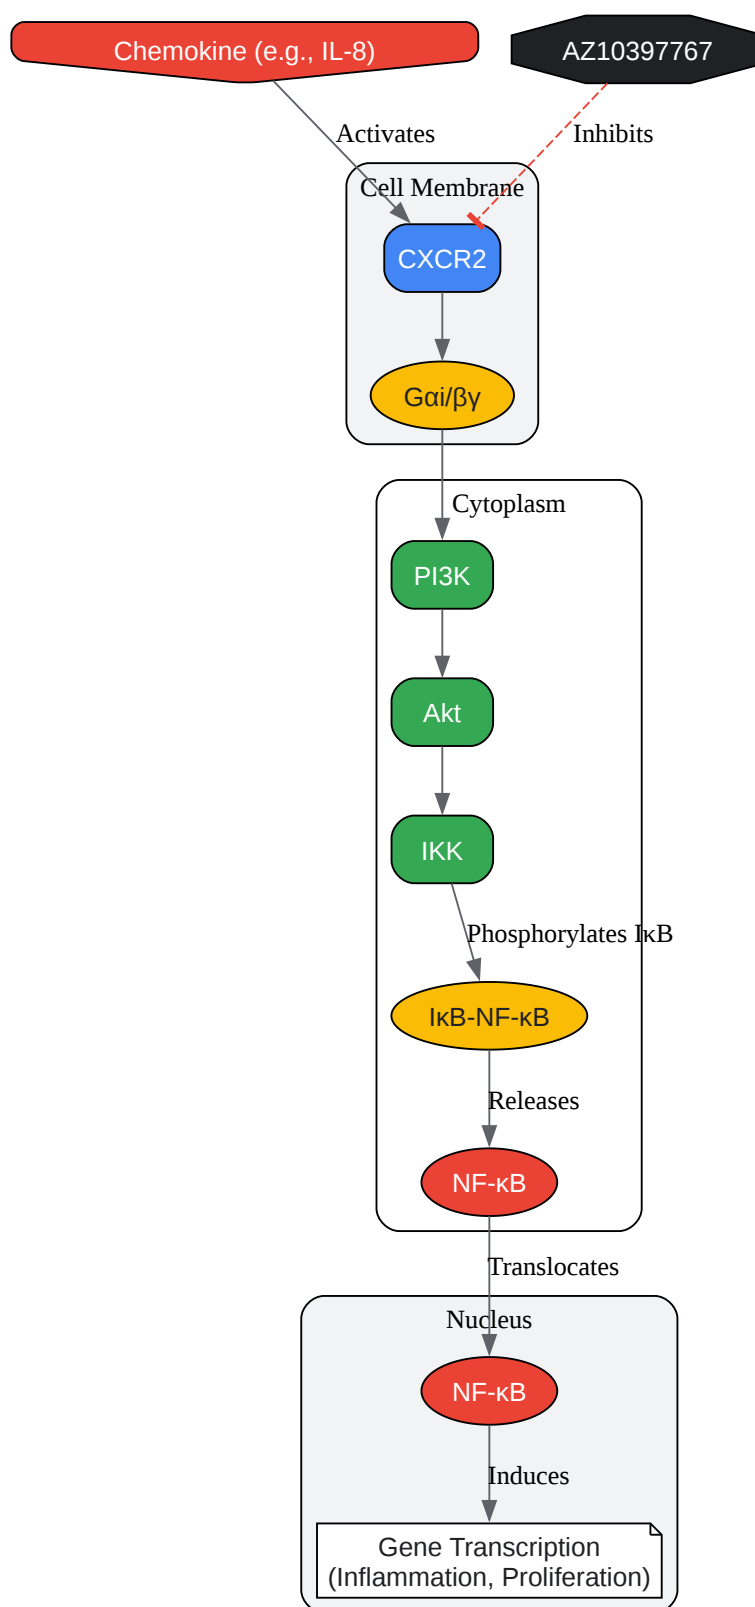 Chemokine (e.g., IL-8)
AZ10397767
Activates
Inhibits
Cell Membrane
CXCR2
Gαi/βγ
Cytoplasm
PI3K
Akt
IKK
Phosphorylates IκB
IκB-NF-κB
Releases
NF-κB
Translocates
Nucleus
NF-κB
Induces
Gene Transcription
(Inflammation, Proliferation)